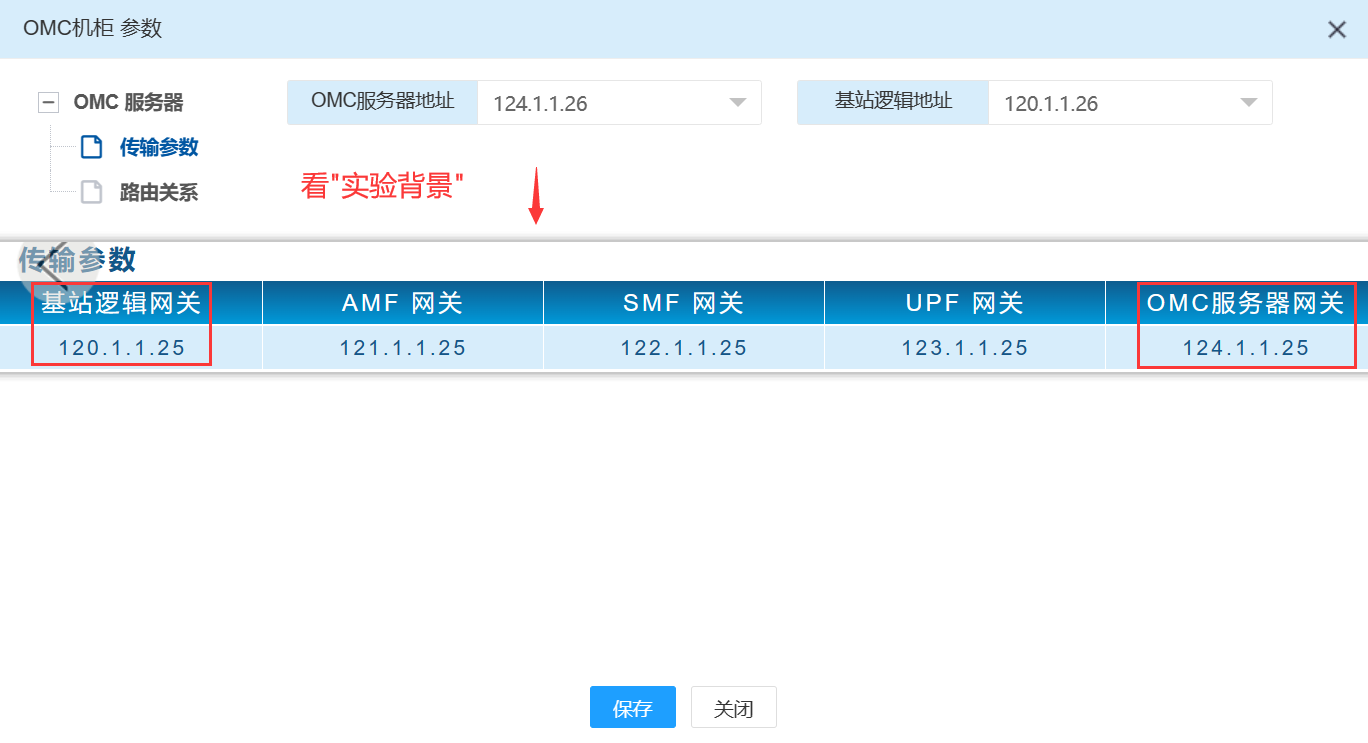 OMC机柜 参数
OMC 服务器
传输参数
路由关系
OMC服务器地址 124.1.1.26
基站逻辑地址 120.1.1.26
看"实验背景"
传输参数
基站逻辑网关 AMF 网关 SMF 网关 UPF 网关 OMC服务器网关
120.1.1.25 121.1.1.25 122.1.1.25 123.1.1.25 124.1.1.25
保存 关闭